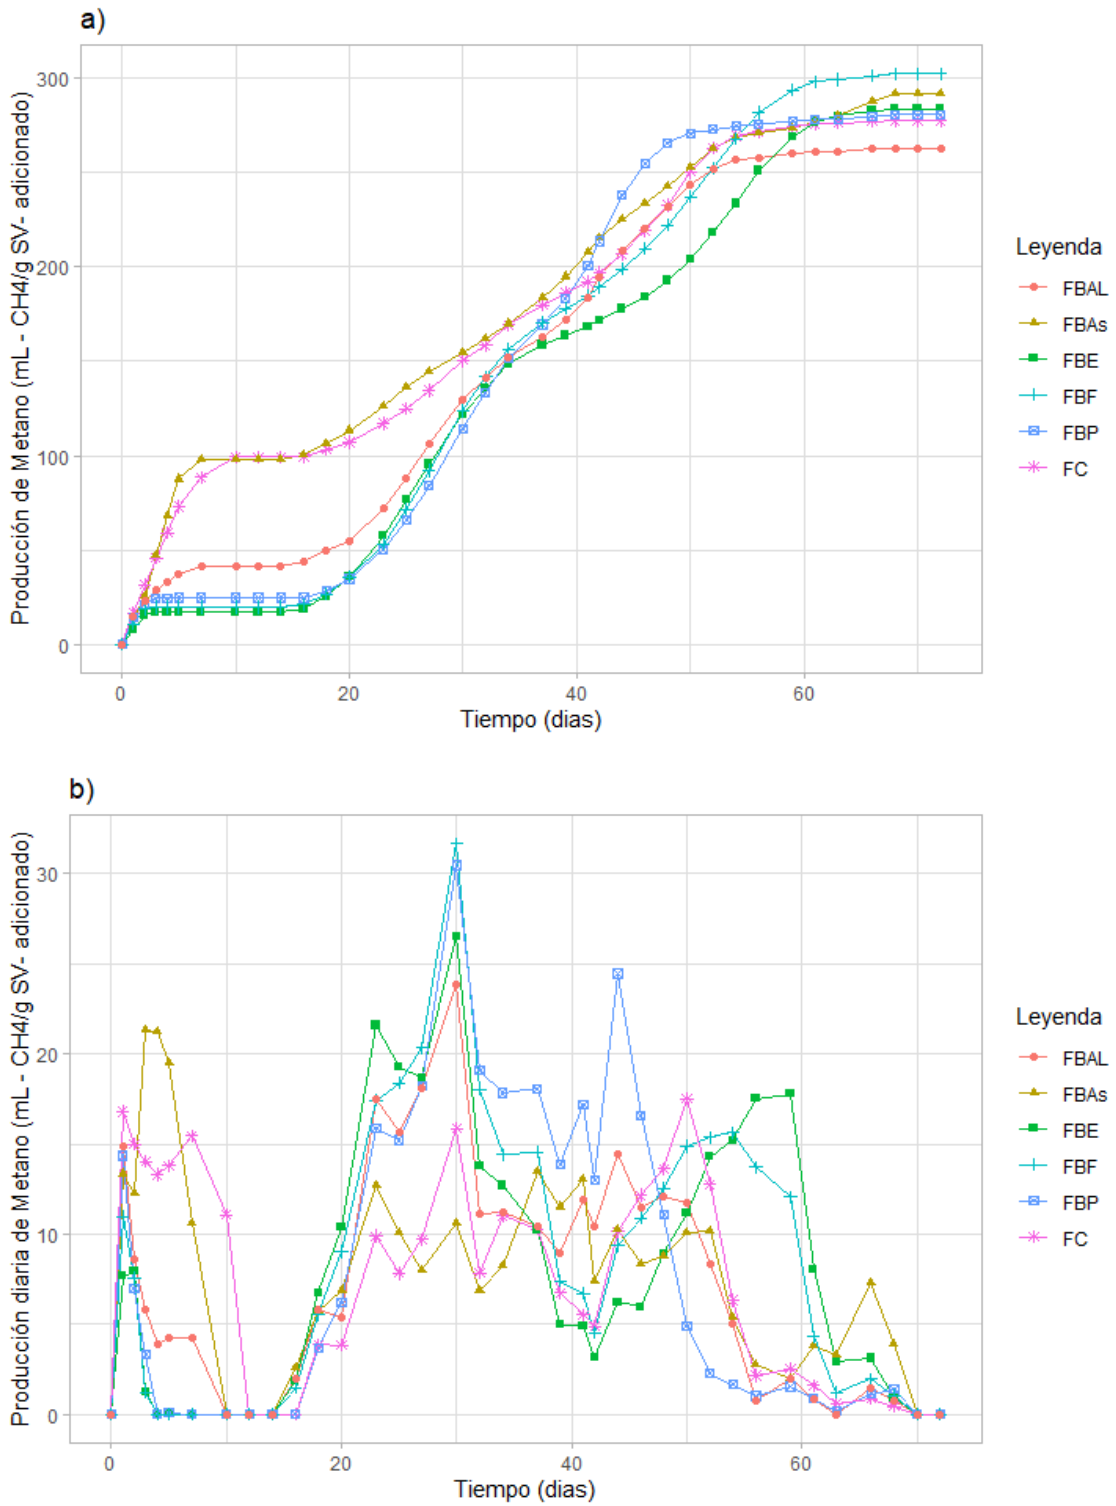 a)
Producción de Metano (mL - CH4/g SV- adicionado)
300
200
100
0
0 20 40 60
Tiempo (dias)
Leyenda
FBAL
FBAs
FBE
FBF
FBP
FC
b)
Producción diaria de Metano (mL - CH4/g SV- adicionado)
30
20
10
0
0 20 40 60
Tiempo (dias)
Leyenda
FBAL
FBAs
FBE
FBF
FBP
FC